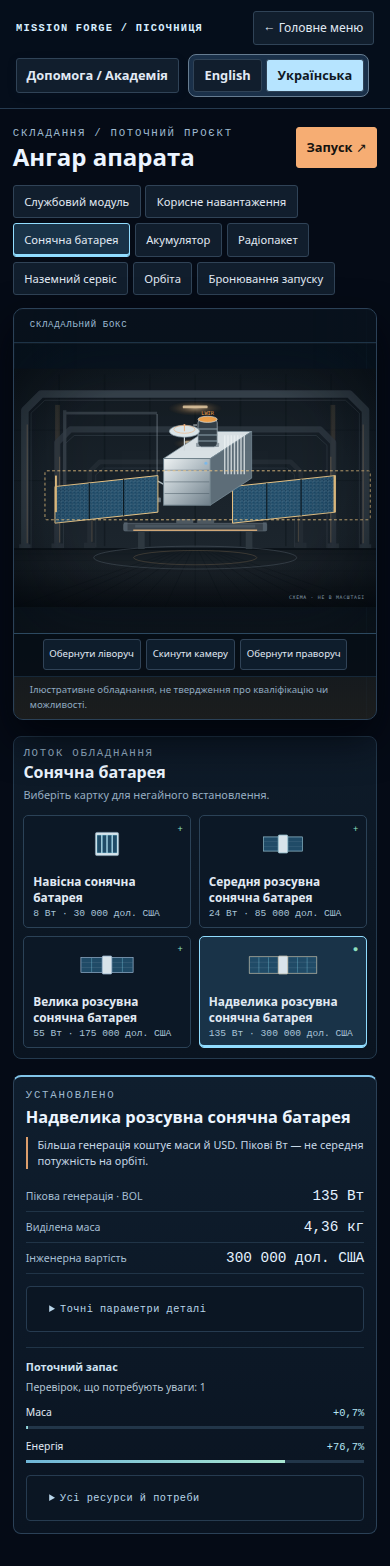 MISSION FORGE / ПІСОЧНИЦЯ
← Головне меню
Допомога / Академія
English
Українська
СКЛАДАННЯ / ПОТОЧНИЙ ПРОЄКТ
Ангар апарата
Запуск ↗
Службовий модуль
Корисне навантаження
Сонячна батарея
Акумулятор
Радіопакет
Наземний сервіс
Орбіта
Бронювання запуску
СКЛАДАЛЬНИЙ БОКС
LWIR
СХЕМА · НЕ В МАСШТАБІ
Обернути ліворуч
Скинути камеру
Обернути праворуч
Ілюстративне обладнання, не твердження про кваліфікацію чи
можливості.
ЛОТОК ОБЛАДНАННЯ
Сонячна батарея
Виберіть картку для негайного встановлення.
+
Навісна сонячна
батарея
8 Вт · 30 000 дол. США
+
Середня розсувна
сонячна батарея
24 Вт · 85 000 дол. США
+
Велика розсувна
сонячна батарея
55 Вт · 175 000 дол. США
●
Надвелика розсувна
сонячна батарея
135 Вт · 300 000 дол. США
УСТАНОВЛЕНО
Надвелика розсувна сонячна батарея
Більша генерація коштує маси й USD. Пікові Вт — не середня
потужність на орбіті.
Пікова генерація · BOL
135 Вт
Виділена маса
4,36 кг
Інженерна вартість
300 000 дол. США
▶ Точні параметри деталі
Поточний запас
Перевірок, що потребують уваги: 1
Маса
+0,7%
Енергія
+76,7%
▶ Усі ресурси й потреби